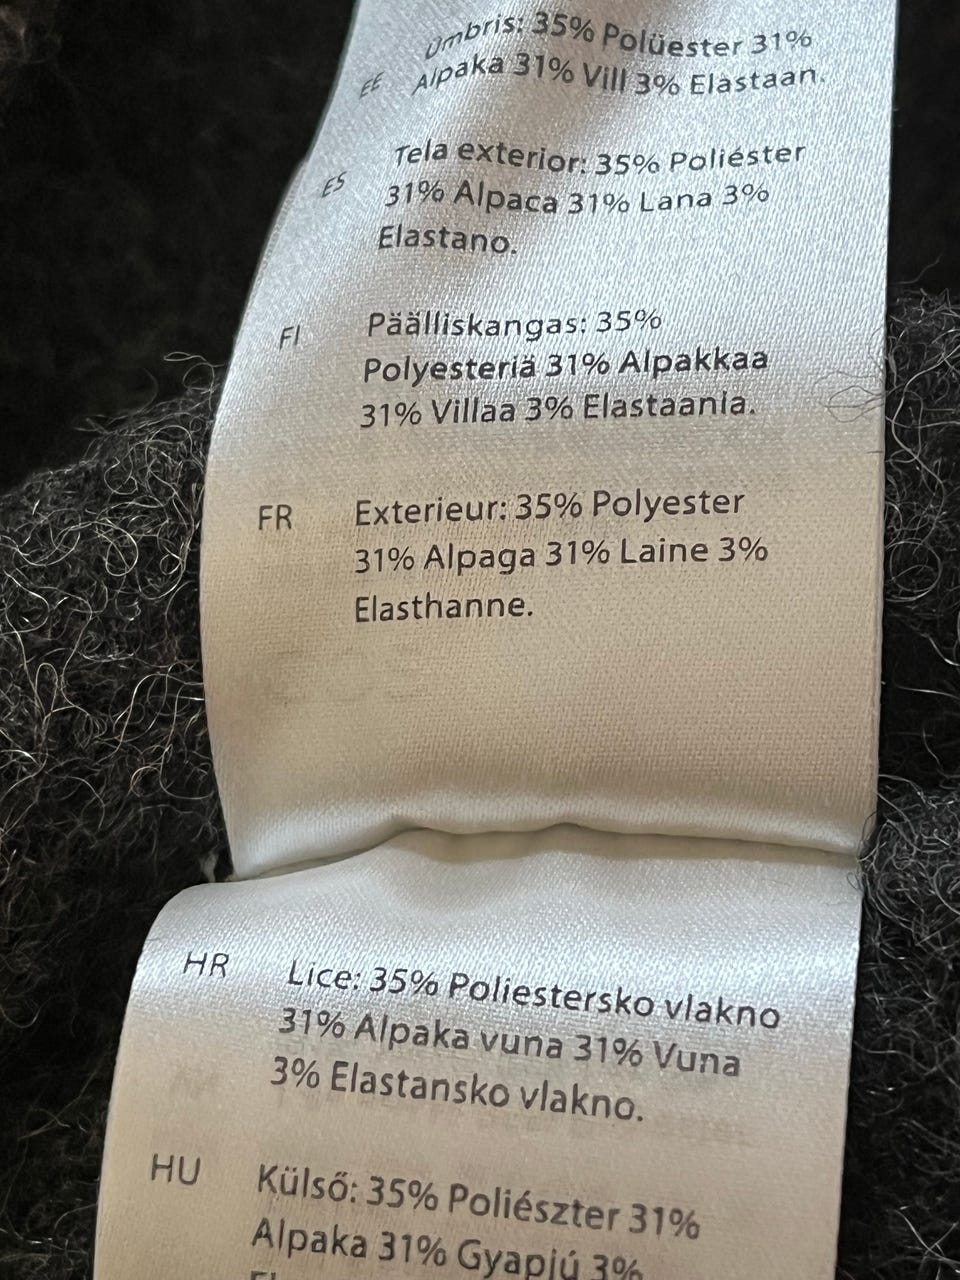 EE Ümbris: 35% Polüester 31%
Alpaka 31% Vill 3% Elastaan.
ES Tela exterior: 35% Poliéster
31% Alpaca 31% Lana 3%
Elastano.
FI Päälliskangas: 35%
Polyesteriä 31% Alpakkaa
31% Villaa 3% Elastaania.
FR Exterieur: 35% Polyester
31% Alpaga 31% Laine 3%
Elasthanne.
HR Lice: 35% Poliestersko vlakno
31% Alpaka vuna 31% Vuna
3% Elastansko vlakno.
HU Külső: 35% Poliészter 31%
Alpaka 31% Gyapjú 3%